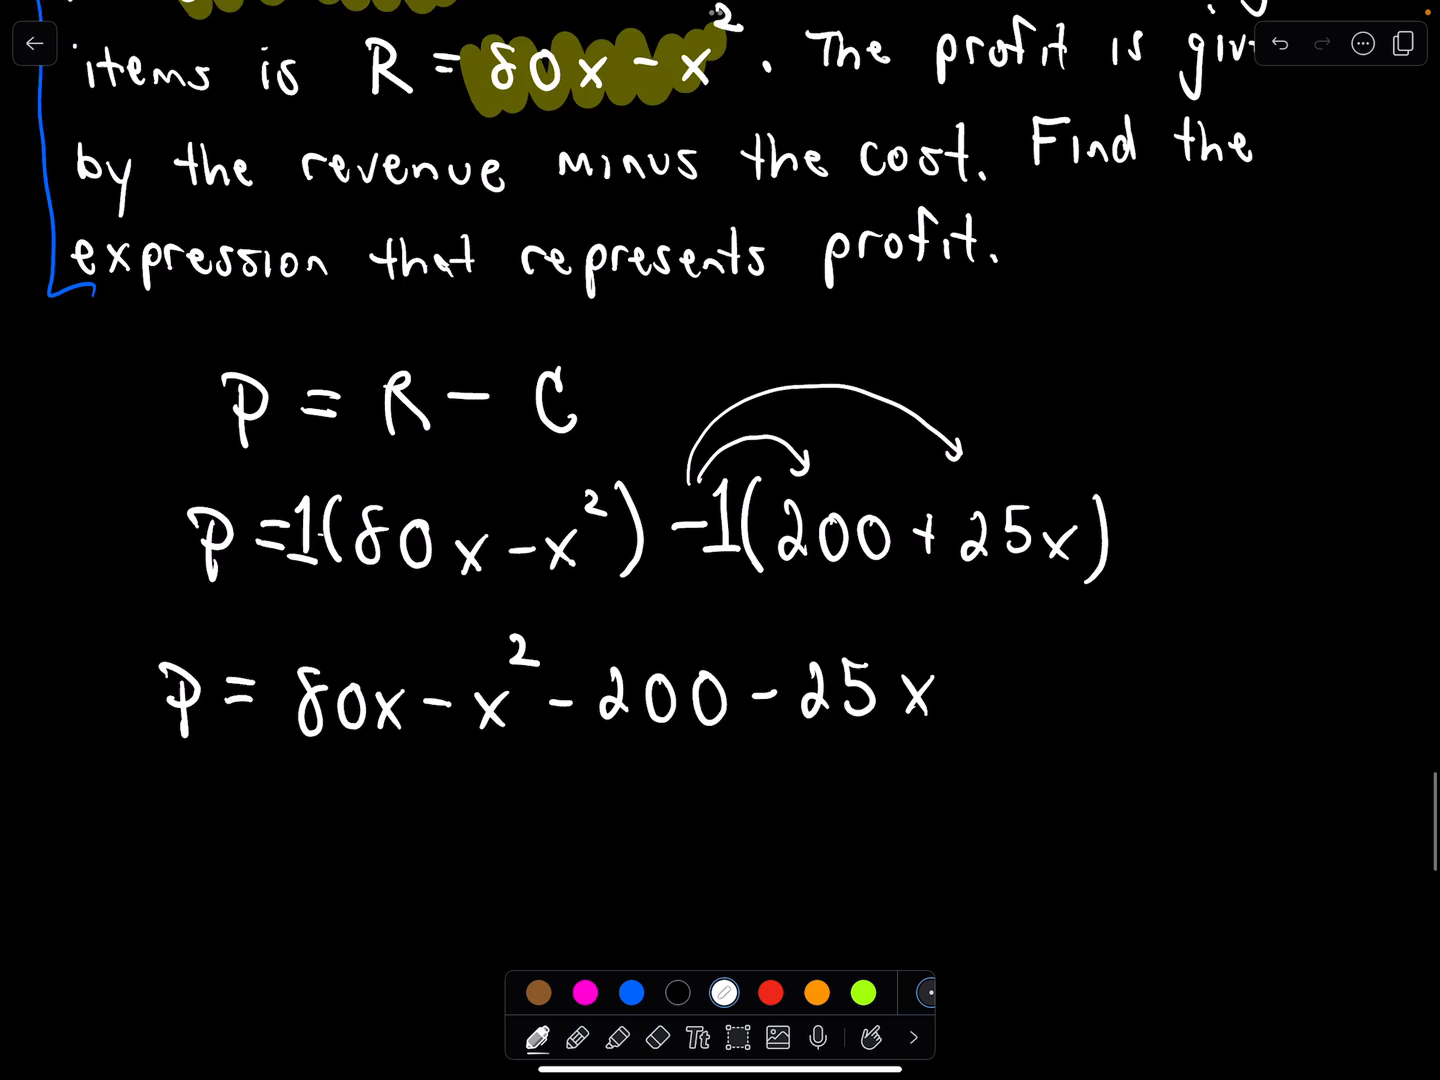 items is R = 80x - x². The profit is giv
by the revenue minus the cost. Find the
expression that represents profit.
P = R - C
P = 1(80x - x²) - 1(200 + 25x)
P = 80x - x² - 200 - 25x
Tt